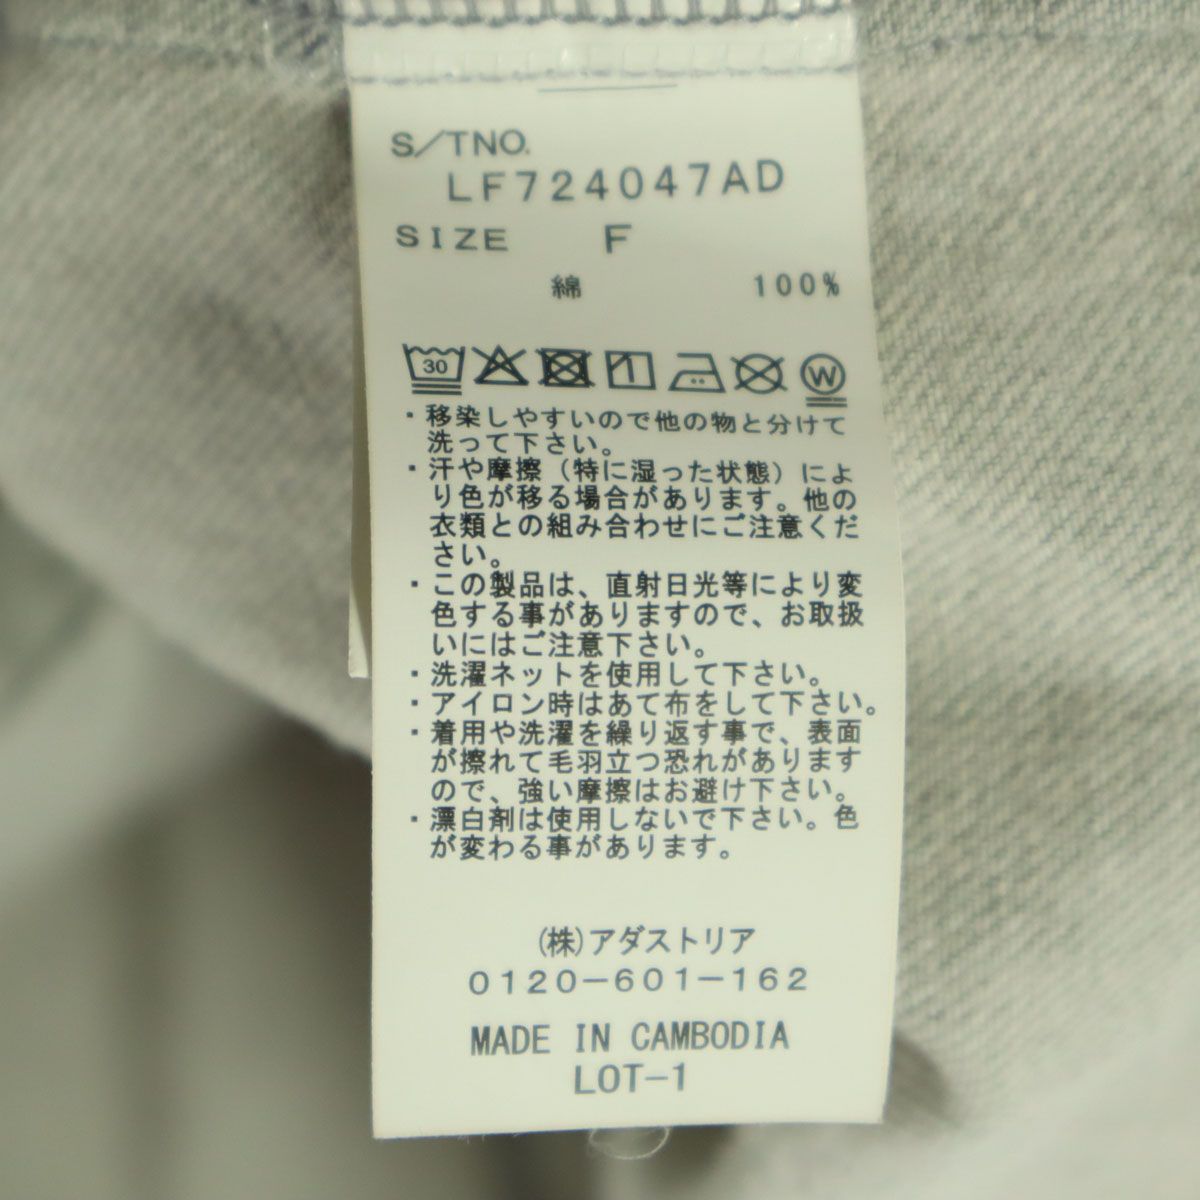 S/TNO.
LF724047AD
SIZE F
綿 100%
30 W
・移染しやすいので他の物と分けて
洗って下さい。
・汗や摩擦（特に湿った状態）によ
り色が移る場合があります。他の
衣類との組み合わせにご注意くだ
さい。
・この製品は、直射日光等により変
色する事がありますので、お取扱
いにはご注意下さい。
・洗濯ネットを使用して下さい。
・アイロン時はあて布をして下さい。
・着用や洗濯を繰り返す事で、表面
が擦れて毛羽立つ恐れがあります
ので、強い摩擦はお避け下さい。
・漂白剤は使用しないで下さい。色
が変わる事があります。
(株)アダストリア
0120-601-162
MADE IN CAMBODIA
LOT-1